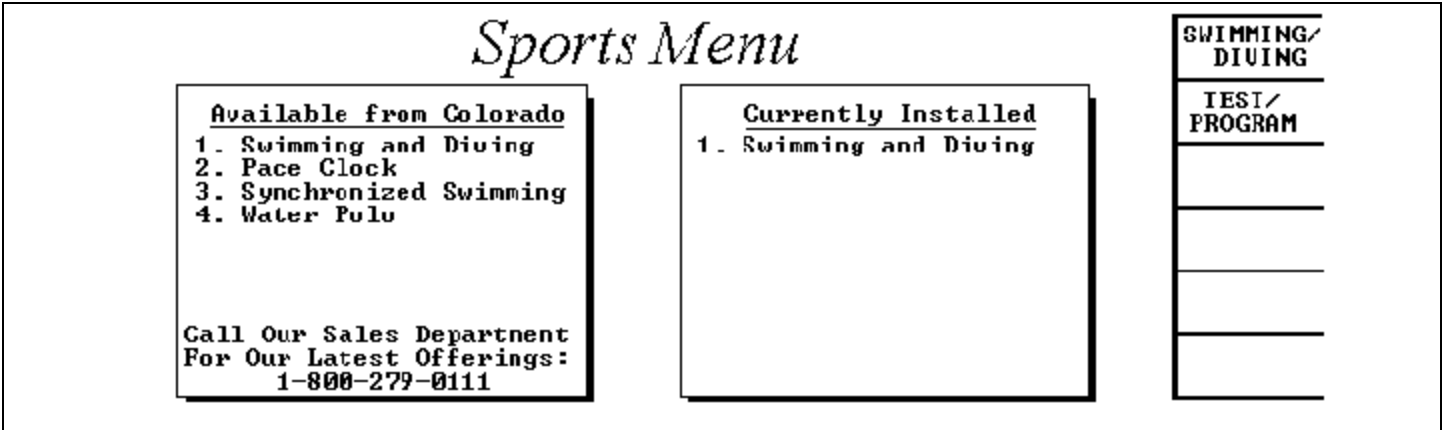 Sports Menu
Available from Colorado
1. Swimming and Diving
2. Pace Clock
3. Synchronized Swimming
4. Water Polo
Call Our Sales Department
For Our Latest Offerings:
1-800-279-0111
Currently Installed
1. Swimming and Diving
SWIMMING/
DIVING
TEST/
PROGRAM